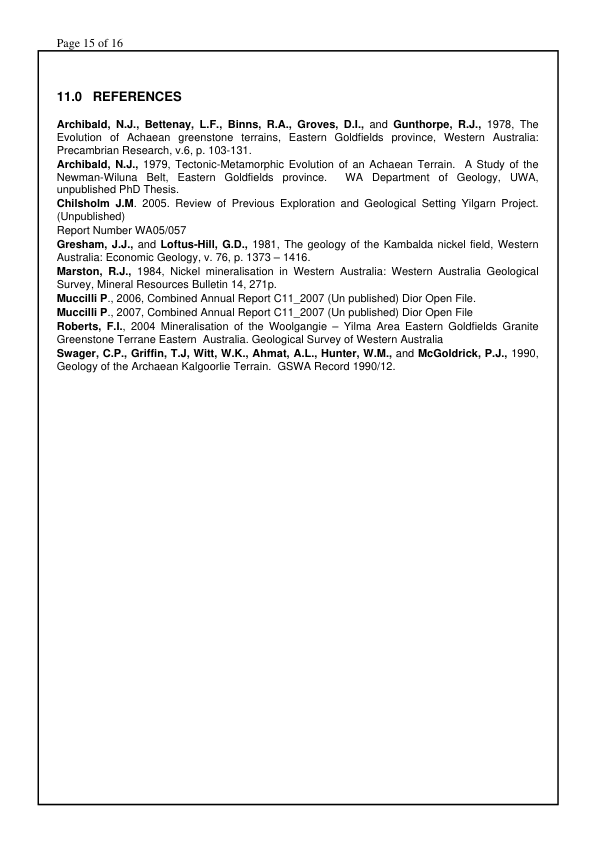 Page 15 of 16
11.0 REFERENCES
Archibald, N.J., Bettenay, L.F., Binns, R.A., Groves, D.I., and Gunthorpe, R.J., 1978, The
Evolution of Achaean greenstone terrains, Eastern Goldfields province, Western Australia:
Precambrian Research, v.6, p. 103-131.
Archibald, N.J., 1979, Tectonic-Metamorphic Evolution of an Achaean Terrain. A Study of the
Newman-Wiluna Belt, Eastern Goldfields province. WA Department of Geology, UWA,
unpublished PhD Thesis.
Chilsholm J.M. 2005. Review of Previous Exploration and Geological Setting Yilgarn Project.
(Unpublished)
Report Number WA05/057
Gresham, J.J., and Loftus-Hill, G.D., 1981, The geology of the Kambalda nickel field, Western
Australia: Economic Geology, v. 76, p. 1373 – 1416.
Marston, R.J., 1984, Nickel mineralisation in Western Australia: Western Australia Geological
Survey, Mineral Resources Bulletin 14, 271p.
Muccilli P., 2006, Combined Annual Report C11_2007 (Un published) Dior Open File.
Muccilli P., 2007, Combined Annual Report C11_2007 (Un published) Dior Open File
Roberts, F.I., 2004 Mineralisation of the Woolgangie – Yilma Area Eastern Goldfields Granite
Greenstone Terrane Eastern Australia. Geological Survey of Western Australia
Swager, C.P., Griffin, T.J, Witt, W.K., Ahmat, A.L., Hunter, W.M., and McGoldrick, P.J., 1990,
Geology of the Archaean Kalgoorlie Terrain. GSWA Record 1990/12.